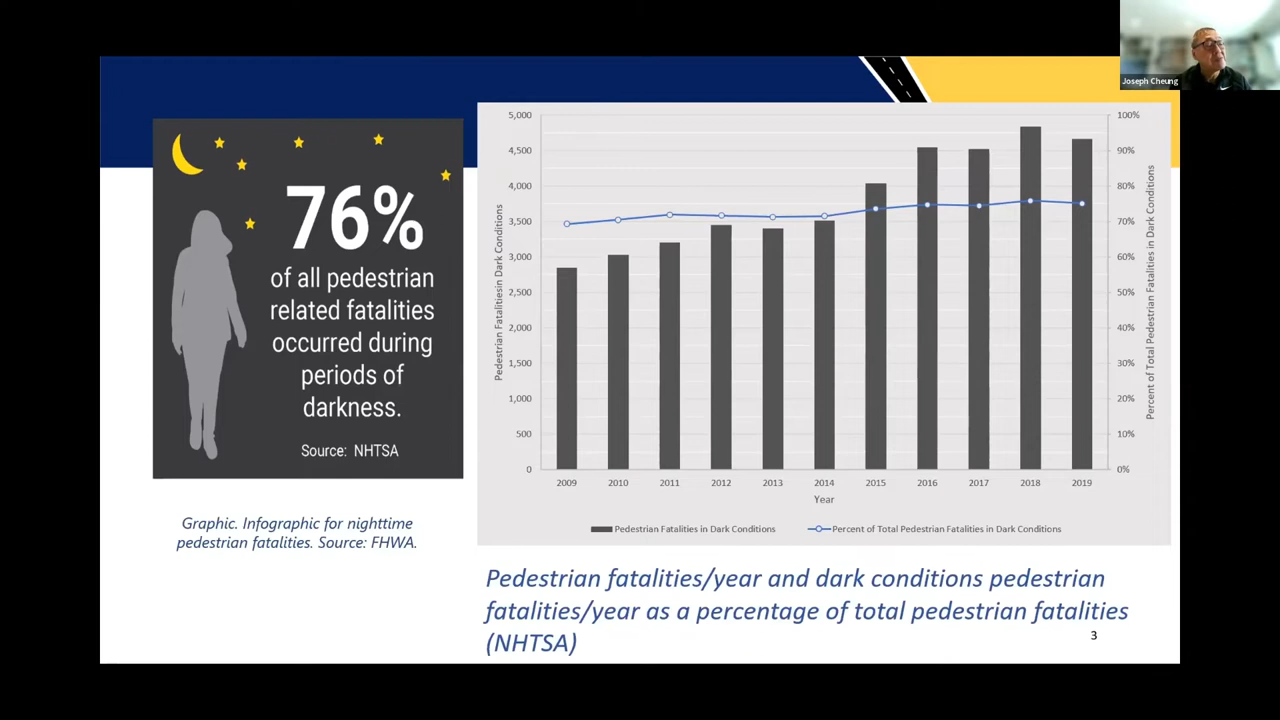 Joseph Cheung
76%
of all pedestrian
related fatalities
occurred during
periods of
darkness.
Source: NHTSA
Graphic. Infographic for nighttime
pedestrian fatalities. Source: FHWA.
Pedestrian Fatalitiesin Dark Conditions
5,000
4,500
4,000
3,500
3,000
2,500
2,000
1,500
1,000
500
0
100%
90%
80%
70%
60%
50%
40%
30%
20%
10%
0%
Percent of Total Pedestrian Fatalities in Dark Conditions
2009 2010 2011 2012 2013 2014 2015 2016 2017 2018 2019
Year
Pedestrian Fatalities in Dark Conditions Percent of Total Pedestrian Fatalities in Dark Conditions
Pedestrian fatalities/year and dark conditions pedestrian
fatalities/year as a percentage of total pedestrian fatalities
(NHTSA)
3